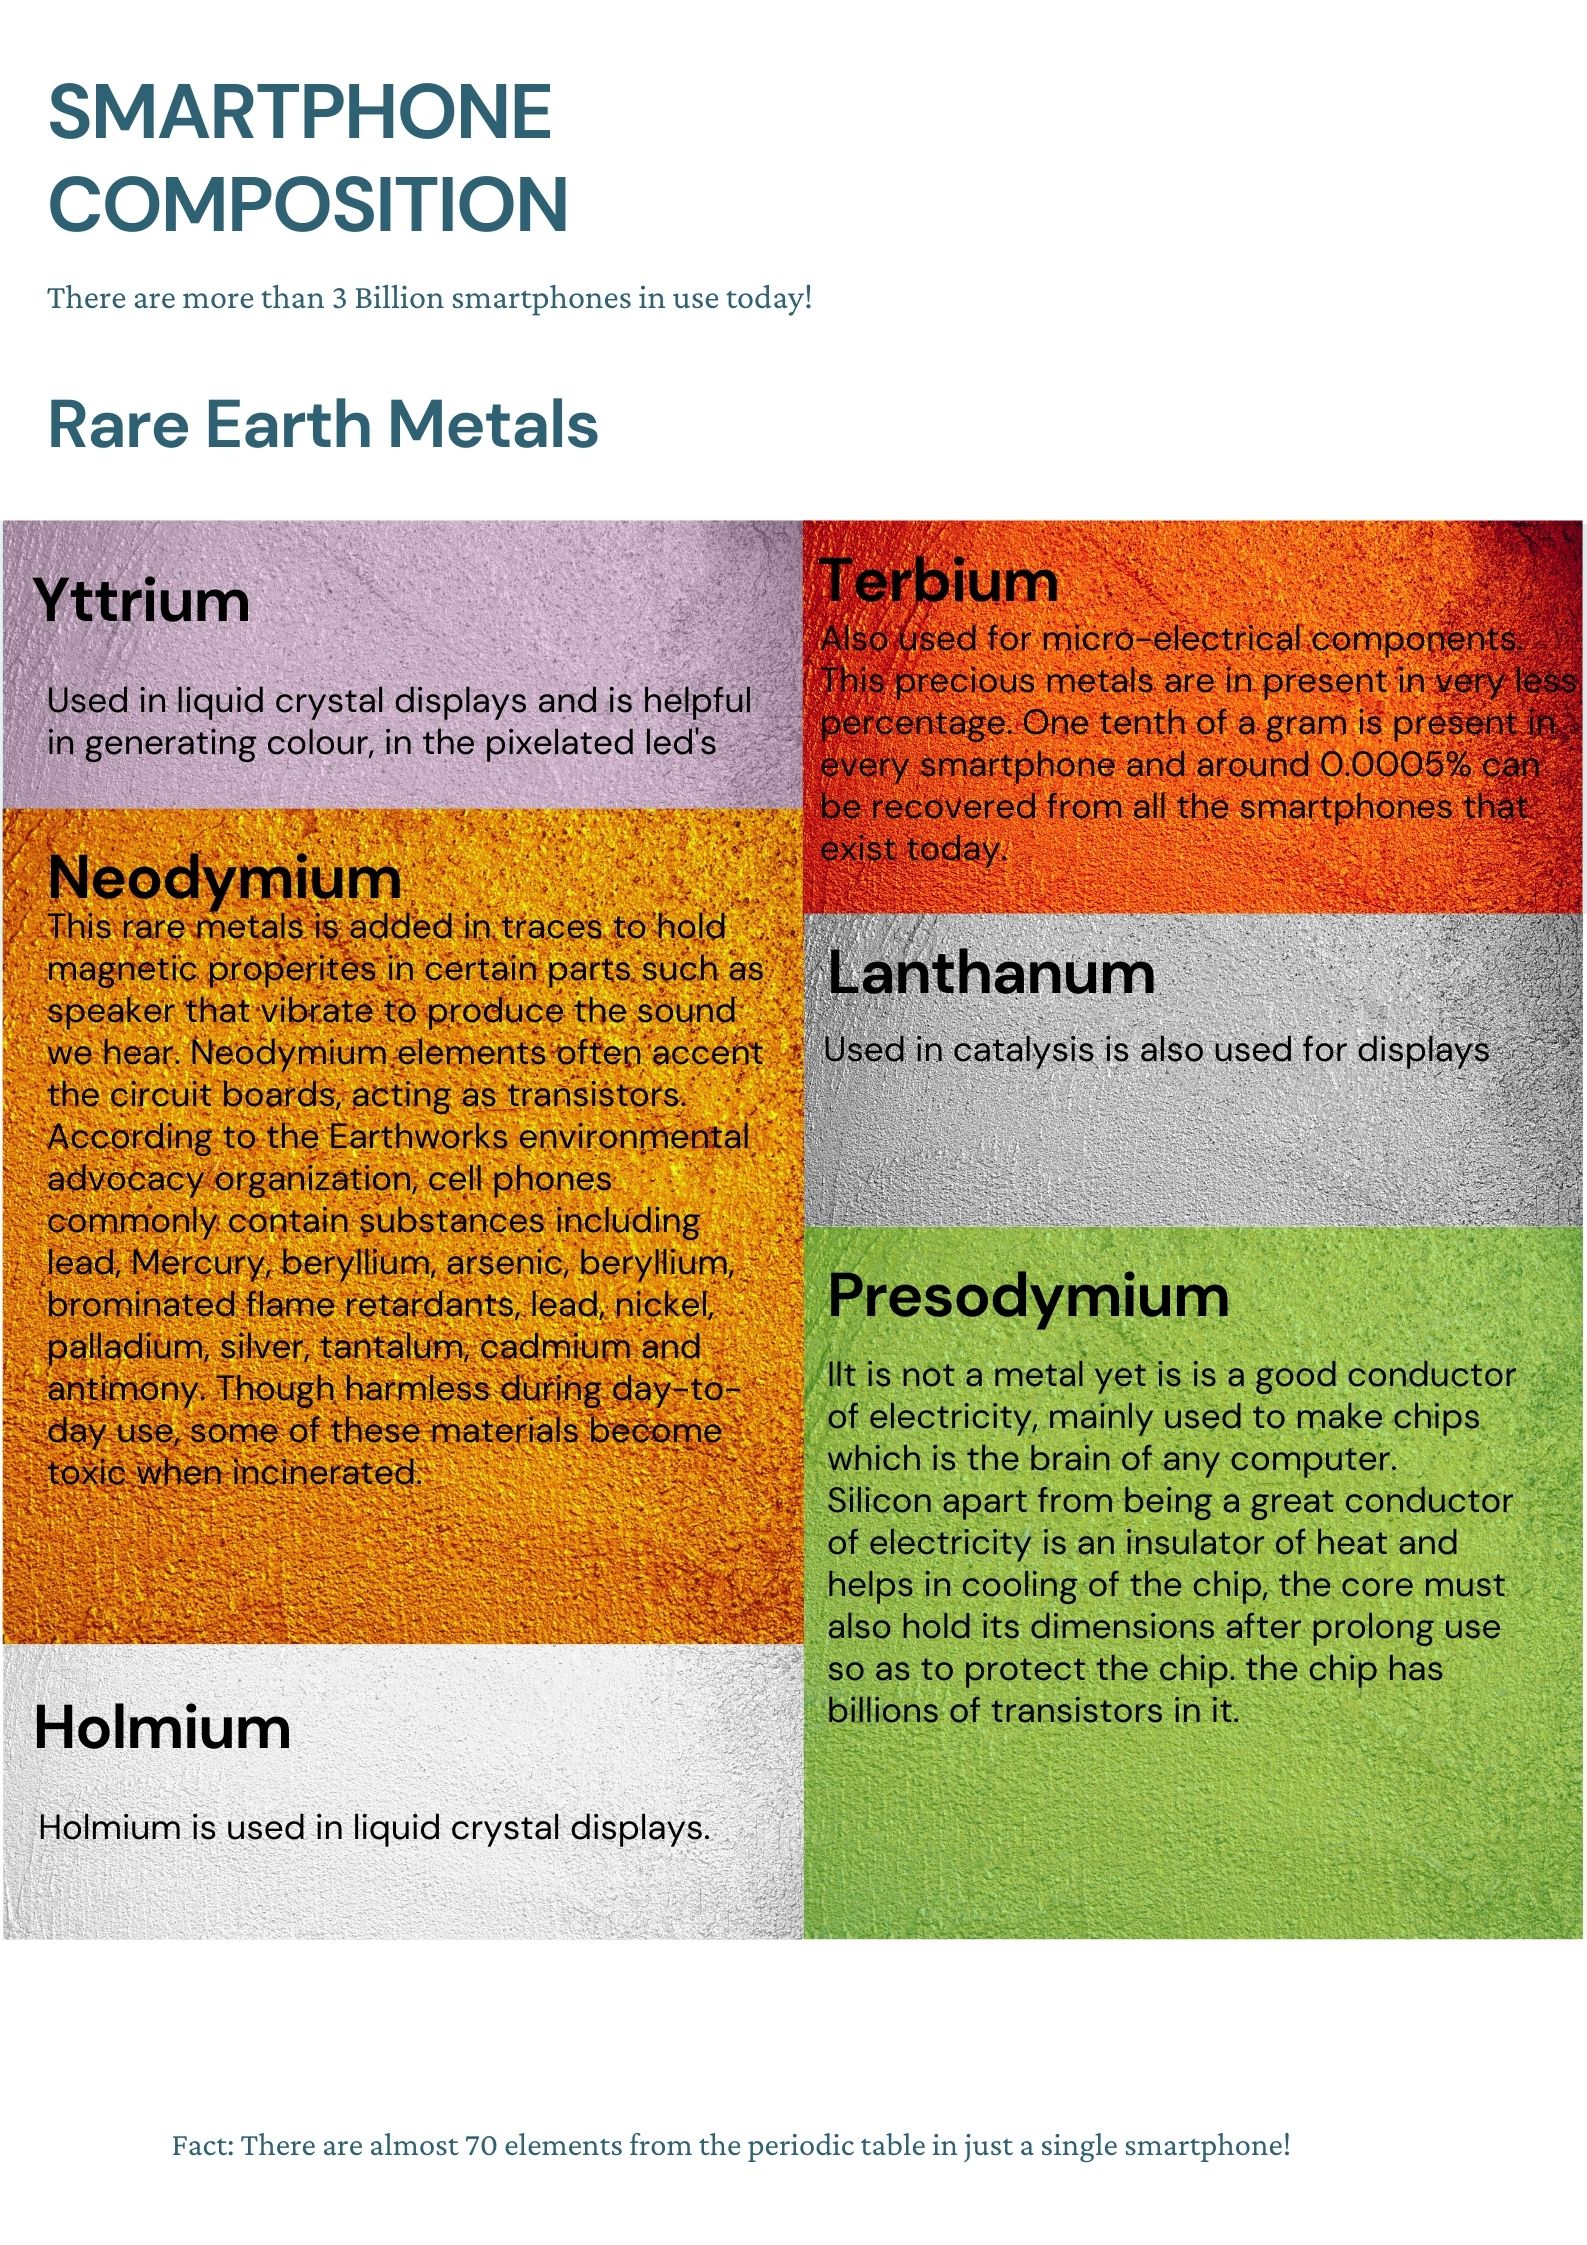 SMARTPHONE
COMPOSITION
There are more than 3 Billion smartphones in use today!
Rare Earth Metals
Yttrium
Used in liquid crystal displays and is helpful
in generating colour, in the pixelated led's
Neodymium
This rare metals is added in traces to hold
magnetic properites in certain parts such as
speaker that vibrate to produce the sound
we hear. Neodymium elements often accent
the circuit boards, acting as transistors.
According to the Earthworks environmental
advocacy organization, cell phones
commonly contain substances including
lead, Mercury, beryllium, arsenic, beryllium,
brominated flame retardants, lead, nickel,
palladium, silver, tantalum, cadmium and
antimony. Though harmless during day-to-
day use, some of these materials become
toxic when incinerated.
Holmium
Holmium is used in liquid crystal displays.
Terbium
Also used for micro-electrical components.
This precious metals are in present in very less
percentage. One tenth of a gram is present in
every smartphone and around 0.0005% can
be recovered from all the smartphones that
exist today.
Lanthanum
Used in catalysis is also used for displays
Presodymium
IIt is not a metal yet is is a good conductor
of electricity, mainly used to make chips
which is the brain of any computer.
Silicon apart from being a great conductor
of electricity is an insulator of heat and
helps in cooling of the chip, the core must
also hold its dimensions after prolong use
so as to protect the chip. the chip has
billions of transistors in it.
Fact: There are almost 70 elements from the periodic table in just a single smartphone!